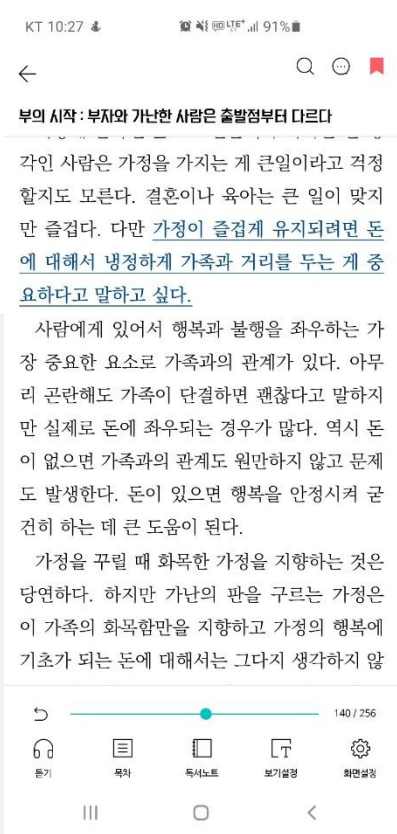 KT 10:27
LTE+ 91%
부의 시작 : 부자와 가난한 사람은 출발점부터 다르다
각인 사람은 가정을 가지는 게 큰일이라고 걱정
할지도 모른다. 결혼이나 육아는 큰 일이 맞지
만 즐겁다. 다만 가정이 즐겁게 유지되려면 돈
에 대해서 냉정하게 가족과 거리를 두는 게 중
요하다고 말하고 싶다.
사람에게 있어서 행복과 불행을 좌우하는 가
장 중요한 요소로 가족과의 관계가 있다. 아무
리 곤란해도 가족이 단결하면 괜찮다고 말하지
만 실제로 돈에 좌우되는 경우가 많다. 역시 돈
이 없으면 가족과의 관계도 원만하지 않고 문제
도 발생한다. 돈이 있으면 행복을 안정시켜 굳
건히 하는 데 큰 도움이 된다.
가정을 꾸릴 때 화목한 가정을 지향하는 것은
당연하다. 하지만 가난의 판을 구르는 가정은
이 가족의 화목함만을 지향하고 가정의 행복에
기초가 되는 돈에 대해서는 그다지 생각하지 않
140 / 256
듣기 목차 독서노트 보기설정 화면설정